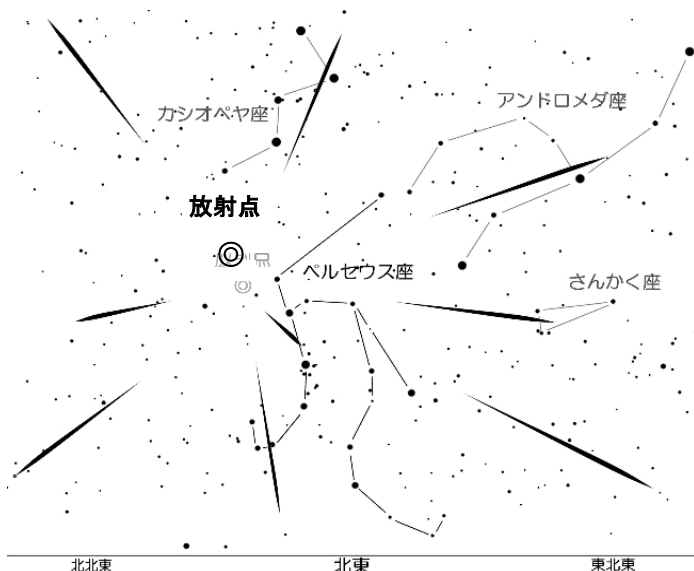 カシオペヤ座
アンドロメダ座
放射点
ペルセウス座
さんかく座
北北東
北東
東北東